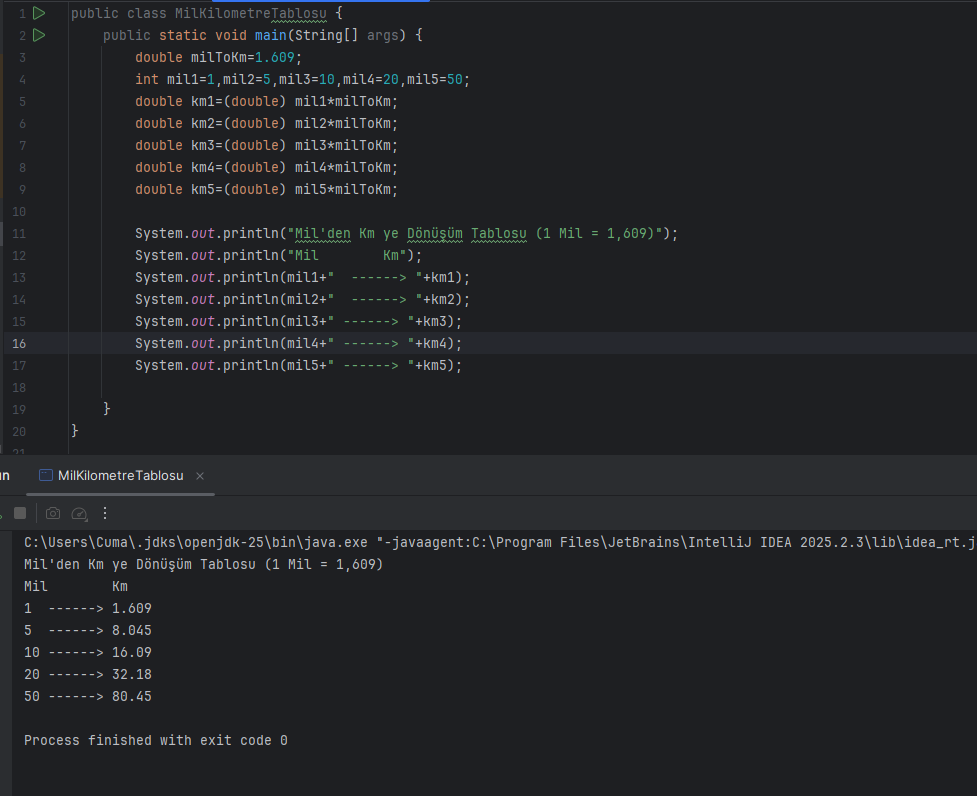 1 public class MilKilometreTablosu {
2     public static void main(String[] args) {
3         double milToKm=1.609;
4         int mil1=1,mil2=5,mil3=10,mil4=20,mil5=50;
5         double km1=(double) mil1*milToKm;
6         double km2=(double) mil2*milToKm;
7         double km3=(double) mil3*milToKm;
8         double km4=(double) mil4*milToKm;
9         double km5=(double) mil5*milToKm;
10
11         System.out.println("Mil'den Km ye Dönüşüm Tablosu (1 Mil = 1,609)");
12         System.out.println("Mil        Km");
13         System.out.println(mil1+"  ------> "+km1);
14         System.out.println(mil2+"  ------> "+km2);
15         System.out.println(mil3+" ------> "+km3);
16         System.out.println(mil4+" ------> "+km4);
17         System.out.println(mil5+" ------> "+km5);
18
19     }
20 }
21
un MilKilometreTablosu ×
C:\Users\Cuma\.jdks\openjdk-25\bin\java.exe "-javaagent:C:\Program Files\JetBrains\IntelliJ IDEA 2025.2.3\lib\idea_rt.j
Mil'den Km ye Dönüşüm Tablosu (1 Mil = 1,609)
Mil        Km
1  ------> 1.609
5  ------> 8.045
10 ------> 16.09
20 ------> 32.18
50 ------> 80.45
Process finished with exit code 0